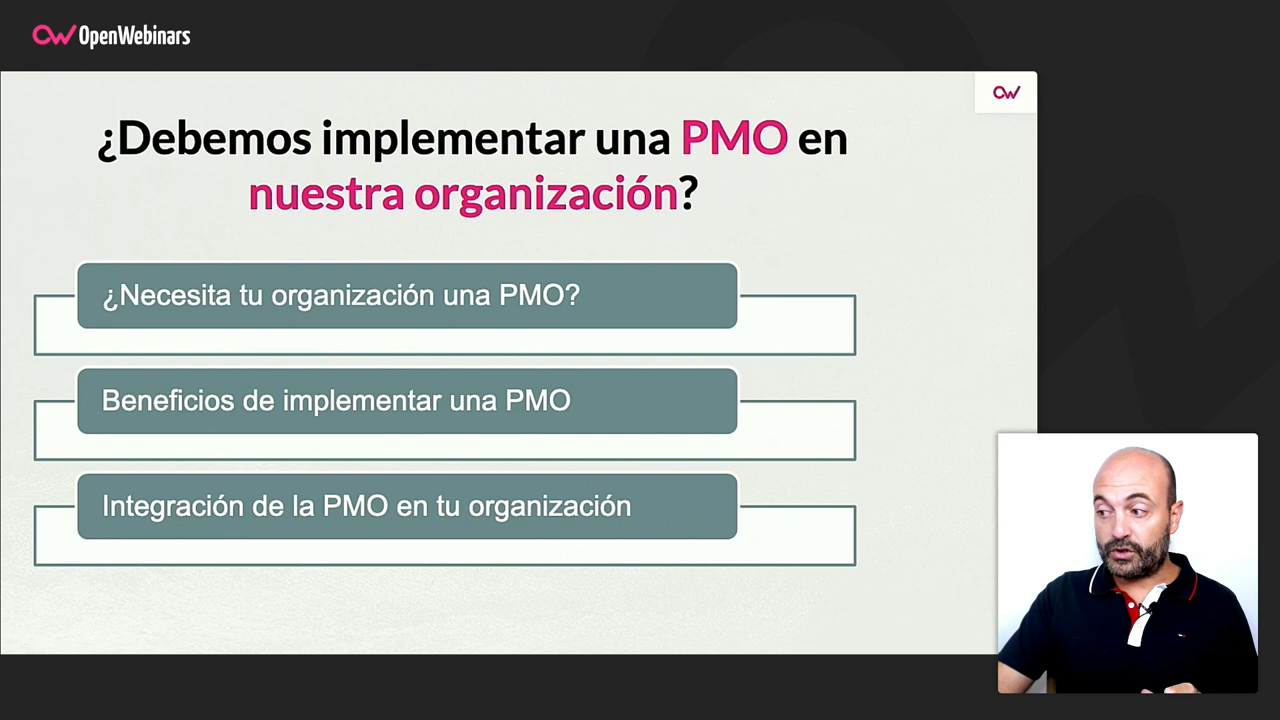 OpenWebinars
¿Debemos implementar una PMO en
nuestra organización?
¿Necesita tu organización una PMO?
Beneficios de implementar una PMO
Integración de la PMO en tu organización